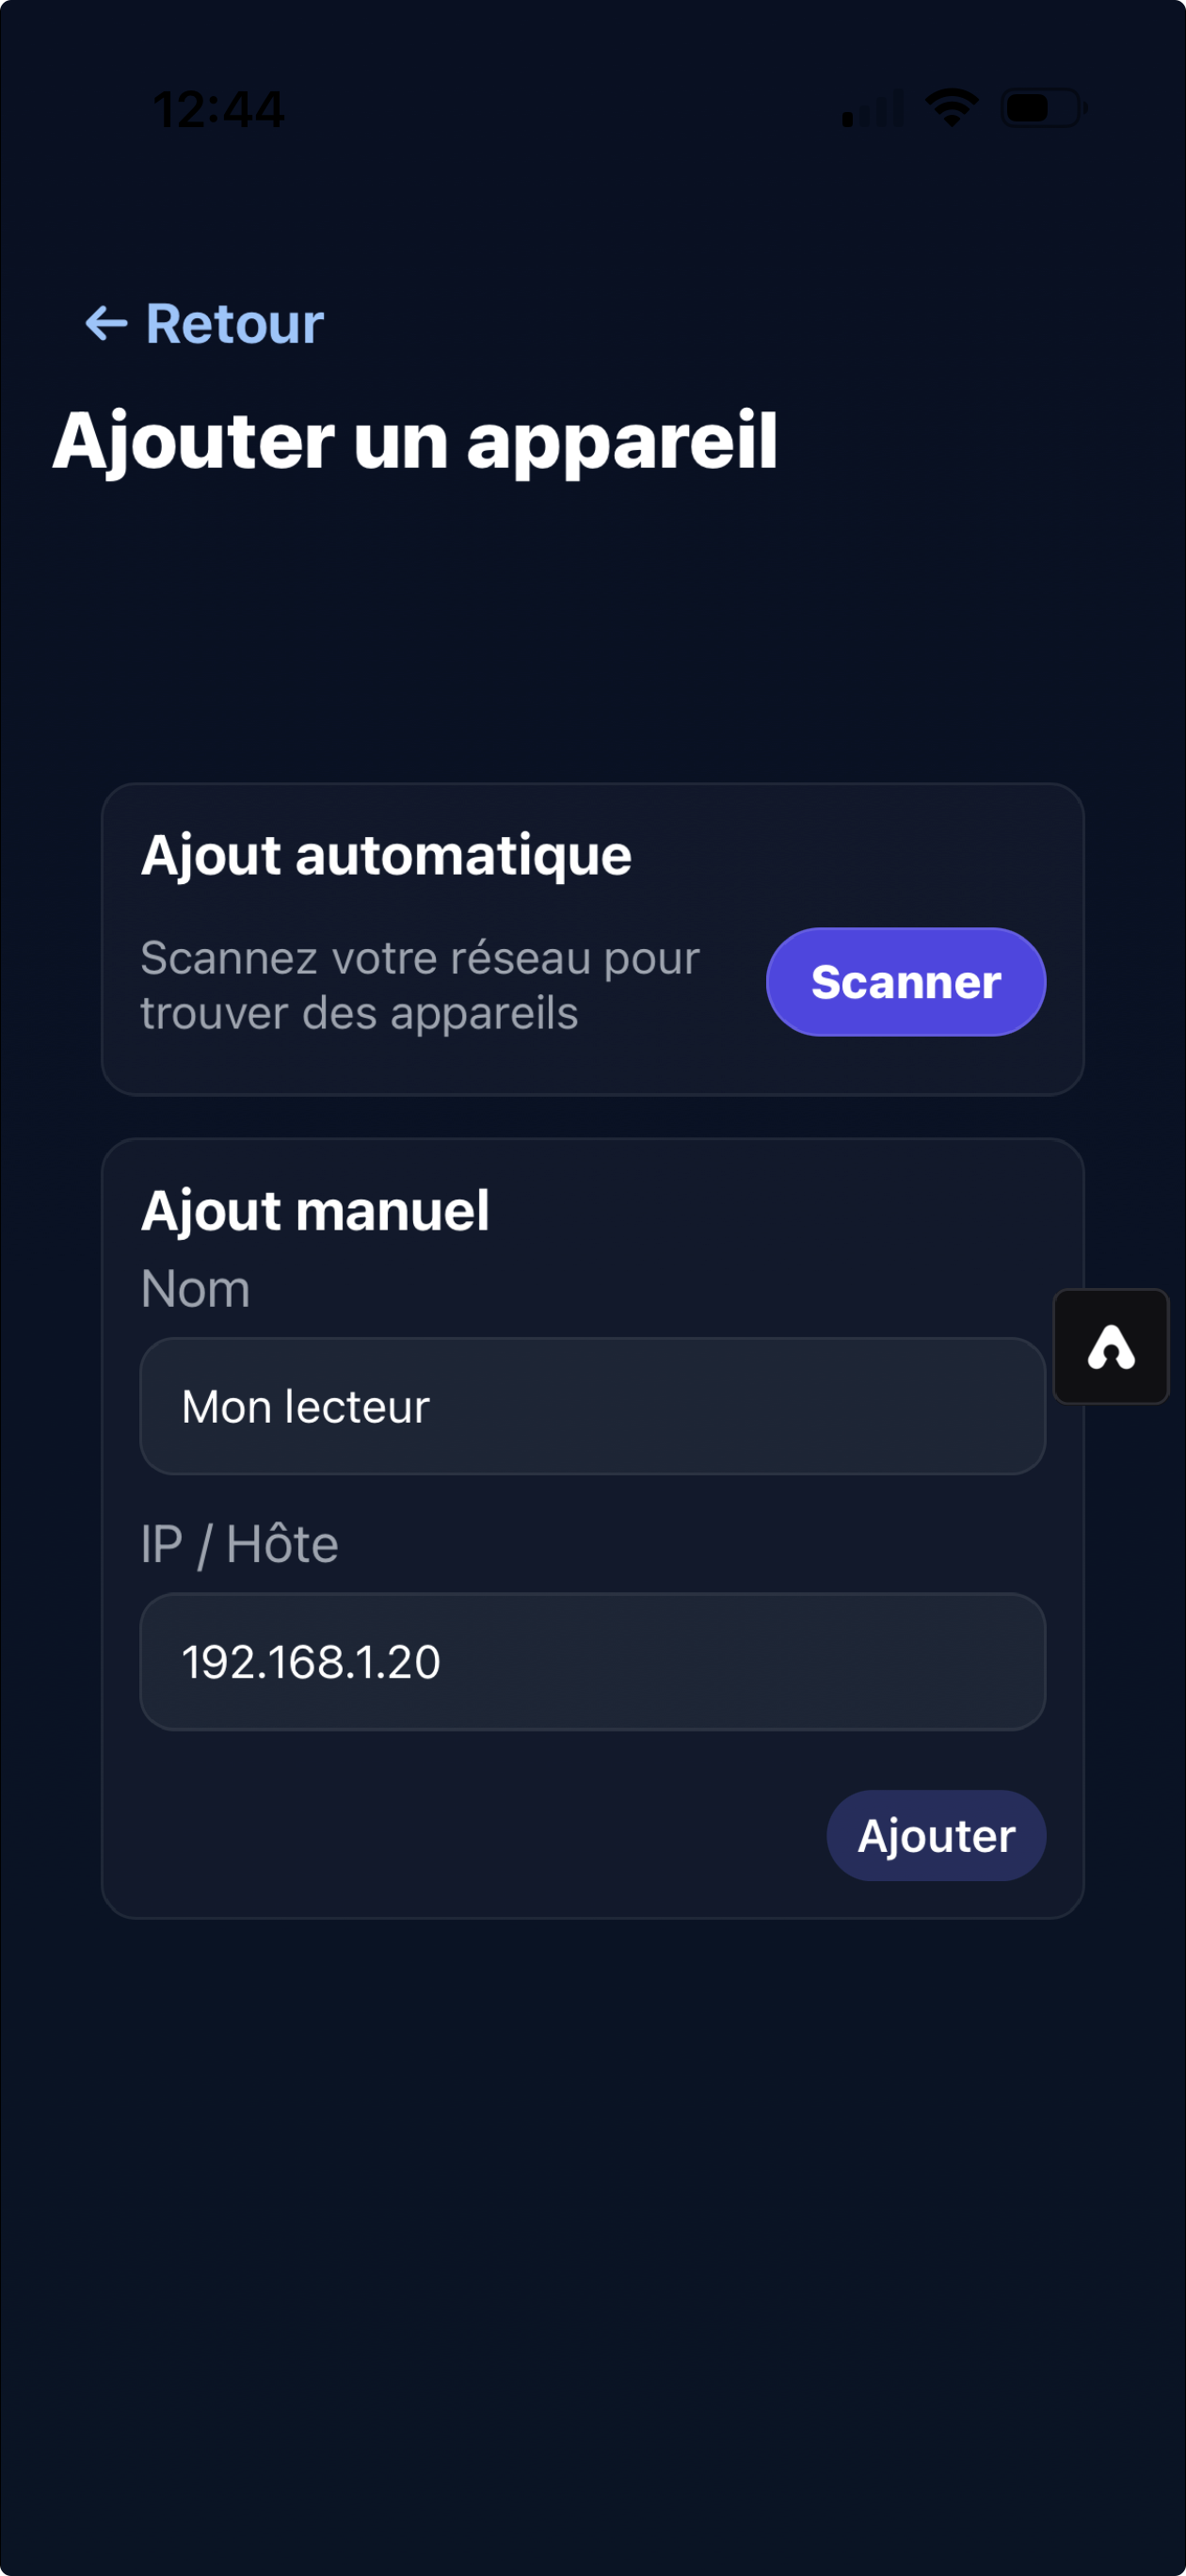 12:44
← Retour
Ajouter un appareil
Ajout automatique
Scannez votre réseau pour
trouver des appareils
Scanner
Ajout manuel
Nom
Mon lecteur
IP / Hôte
192.168.1.20
Ajouter